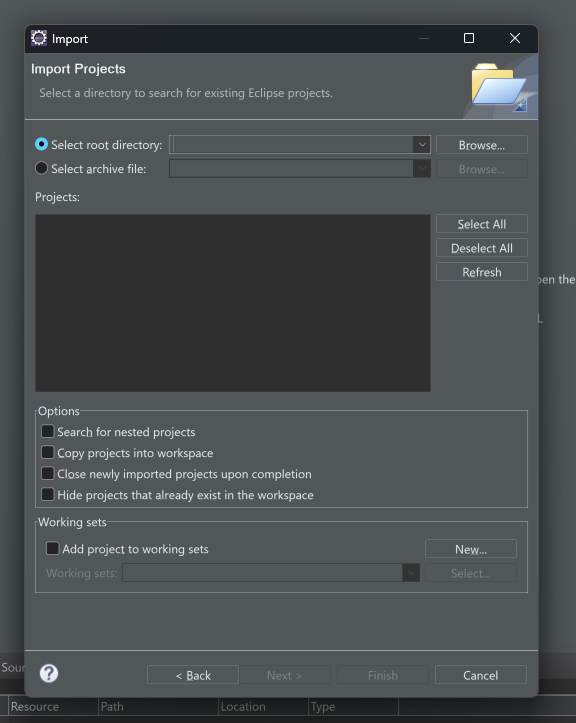 Import
Import Projects
Select a directory to search for existing Eclipse projects.
Select root directory:
Browse...
Select archive file:
Browse...
Projects:
Select All
Deselect All
Refresh
pen the
Options
Search for nested projects
Copy projects into workspace
Close newly imported projects upon completion
Hide projects that already exist in the workspace
Working sets
Add project to working sets
New...
Working sets:
Select...
Sour
?
< Back
Next >
Finish
Cancel
Resource
Path
Location
Type